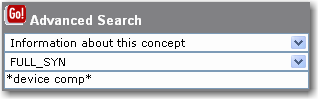 Go! Advanced Search
Information about this concept
FULL_SYN
*device comp*